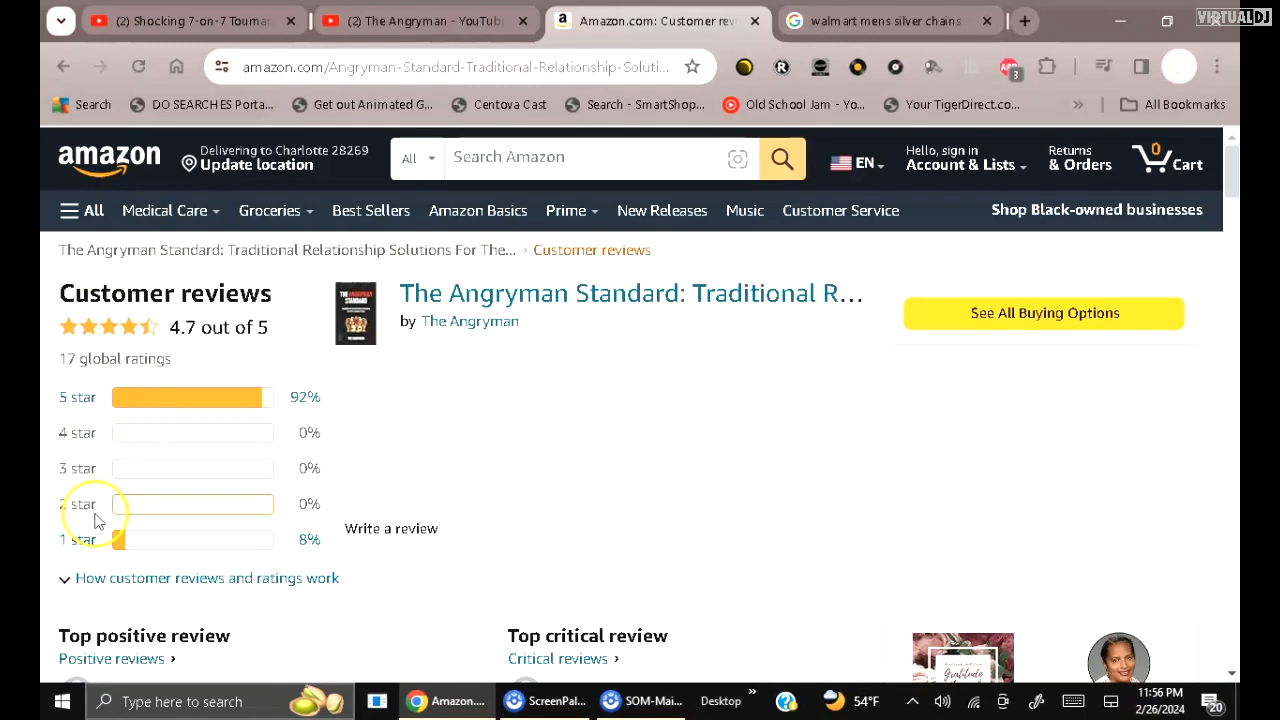 VIRTUALDJ
(2) Shocking 7-on-7 Tourna
(2) The Angryman - YouTube
Amazon.com: Customer rev
walmart mens silver chains
amazon.com/Angryman-Standard-Traditional-Relationship-Soluti...
3
Search
DO SEARCHES Porta...
Get out Animated G...
Centova Cast
Search - SmartShop...
Old School Jam - Yo...
Your TigerDirect.co...
All Bookmarks
amazon
Delivering to Charlotte 28269
Update location
All
Search Amazon
EN
Hello, sign in
Account & Lists
Returns
& Orders
0
Cart
All
Medical Care
Groceries
Best Sellers
Amazon Basics
Prime
New Releases
Music
Customer Service
Shop Black-owned businesses
The Angryman Standard: Traditional Relationship Solutions For The... › Customer reviews
Customer reviews
4.7 out of 5
17 global ratings
5 star 92%
4 star 0%
3 star 0%
2 star 0%
1 star 8%
How customer reviews and ratings work
THE ANGRYMAN
STANDARD
The Angryman Standard: Traditional R...
by The Angryman
See All Buying Options
Write a review
Top positive review
Positive reviews ›
Top critical review
Critical reviews ›
Gratitude
Type here to search
Amazon....
ScreenPal...
SOM-Mai...
Desktop
54°F
11:56 PM
2/26/2024
20